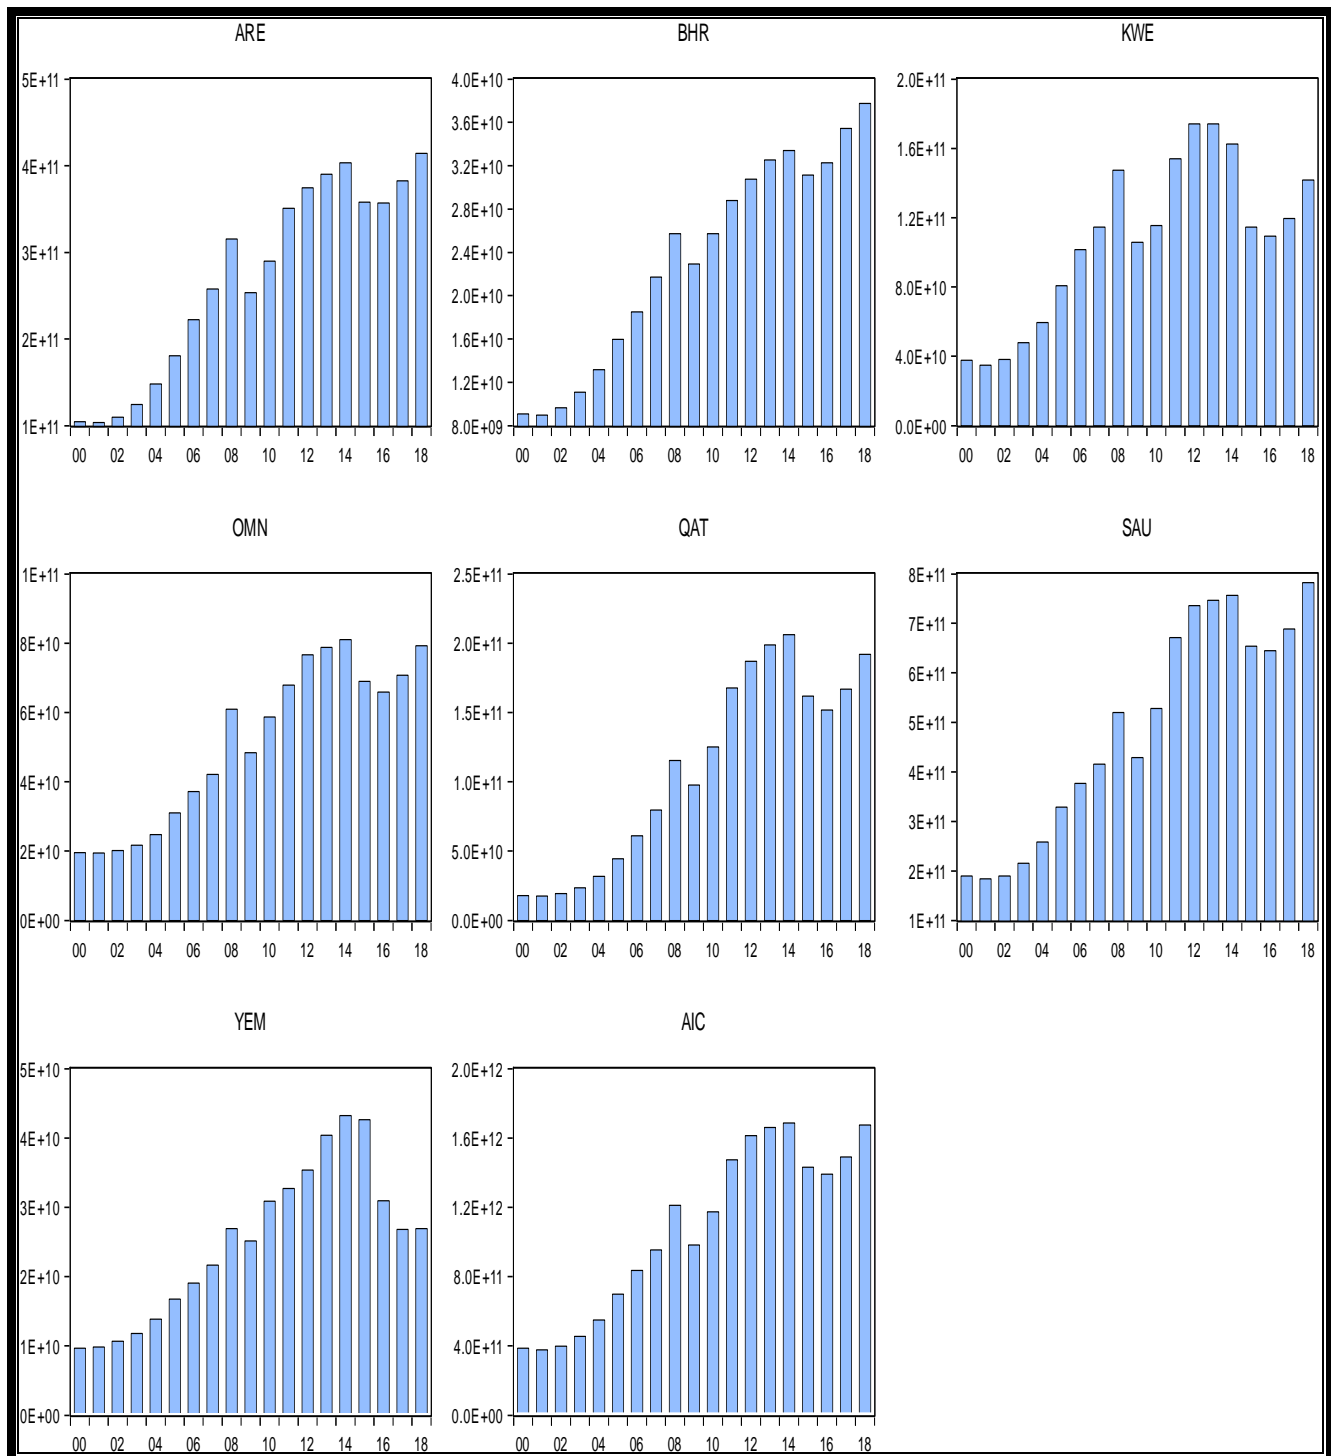 ARE BHR KWE
5E+11 4.0E+10 2.0E+11
4E+11 3.6E+10 1.6E+11
3E+11 3.2E+10 1.2E+11
2E+11 2.8E+10 8.0E+10
1E+11 2.4E+10 4.0E+10
2.0E+10 0.0E+00
1.6E+10
1.2E+10
8.0E+09
00 02 04 06 08 10 12 14 16 18 00 02 04 06 08 10 12 14 16 18 00 02 04 06 08 10 12 14 16 18
OMN QAT SAU
1E+11 2.5E+11 8E+11
8E+10 2.0E+11 7E+11
6E+10 1.5E+11 6E+11
4E+10 1.0E+11 5E+11
2E+10 5.0E+10 4E+11
0E+00 0.0E+00 3E+11
2E+11
1E+11
00 02 04 06 08 10 12 14 16 18 00 02 04 06 08 10 12 14 16 18 00 02 04 06 08 10 12 14 16 18
YEM AIC
5E+10 2.0E+12
4E+10 1.6E+12
3E+10 1.2E+12
2E+10 8.0E+11
1E+10 4.0E+11
0E+00 0.0E+00
00 02 04 06 08 10 12 14 16 18 00 02 04 06 08 10 12 14 16 18